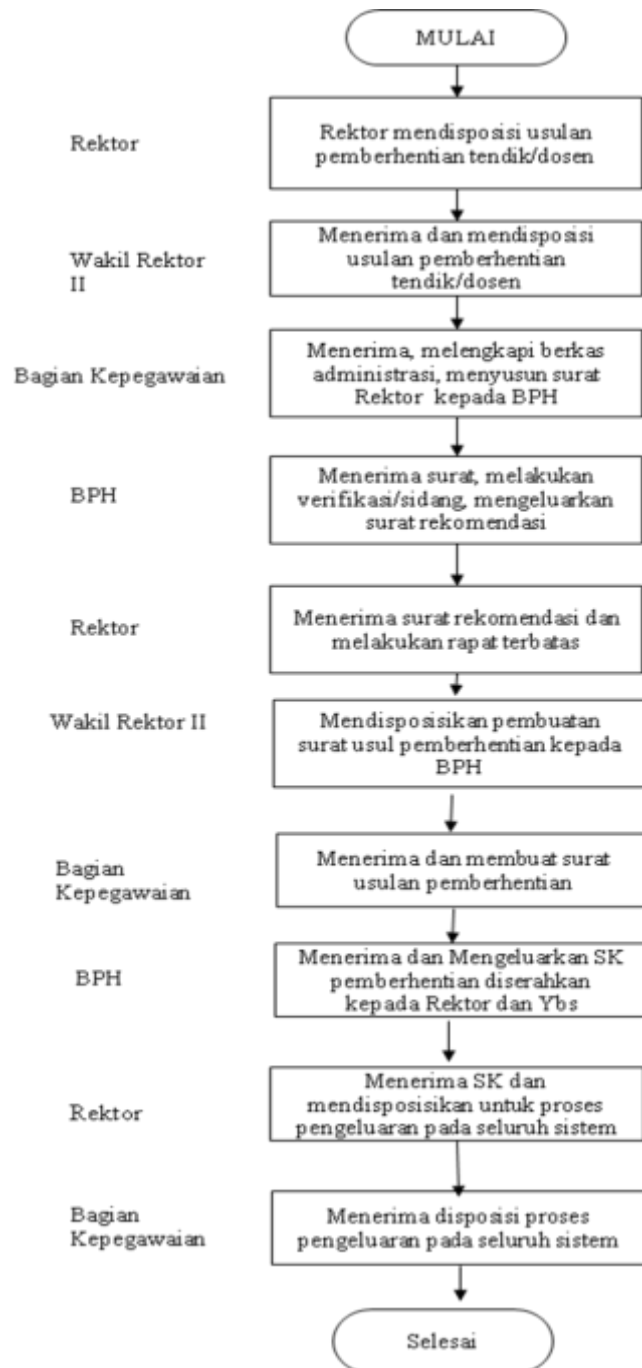 MULAI
Rektor
Rektor mendisposisi usulan
pemberhentian tendik/dosen
Wakil Rektor
II
Menerima dan mendisposisi
usulan pemberhentian
tendik/dosen
Bagian Kepegawaian
Menerima, melengkapi berkas
administrasi, menyusun surat
Rektor kepada BPH
BPH
Menerima surat, melakukan
verifikasi/sidang, mengeluarkan
surat rekomendasi
Rektor
Menerima surat rekomendasi dan
melakukan rapat terbatas
Wakil Rektor II
Mendisposisikan pembuatan
surat usul pemberhentian kepada
BPH
Bagian
Kepegawaian
Menerima dan membuat surat
usulan pemberhentian
BPH
Menerima dan Mengeluarkan SK
pemberhentian diserahkan
kepada Rektor dan Ybs
Rektor
Menerima SK dan
mendisposisikan untuk proses
pengeluaran pada seluruh sistem
Bagian
Kepegawaian
Menerima disposisi proses
pengeluaran pada seluruh sistem
Selesai